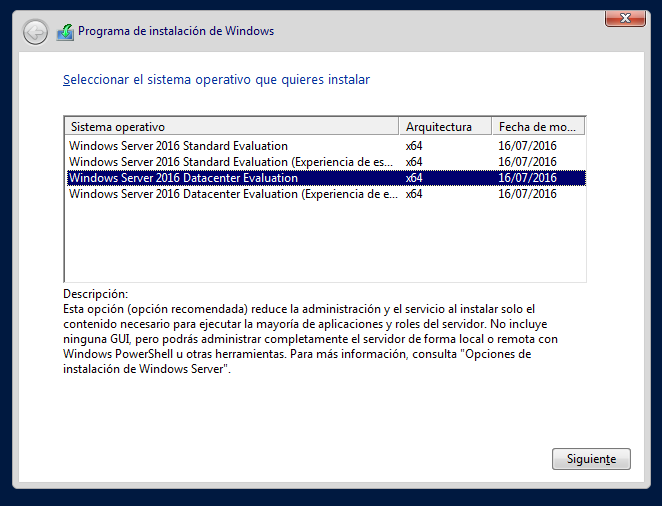 Programa de instalación de Windows
Seleccionar el sistema operativo que quieres instalar
Sistema operativo Arquitectura Fecha de mo...
Windows Server 2016 Standard Evaluation x64 16/07/2016
Windows Server 2016 Standard Evaluation (Experiencia de es... x64 16/07/2016
Windows Server 2016 Datacenter Evaluation x64 16/07/2016
Windows Server 2016 Datacenter Evaluation (Experiencia de e... x64 16/07/2016
Descripción:
Esta opción (opción recomendada) reduce la administración y el servicio al instalar solo el
contenido necesario para ejecutar la mayoría de aplicaciones y roles del servidor. No incluye
ninguna GUI, pero podrás administrar completamente el servidor de forma local o remota con
Windows PowerShell u otras herramientas. Para más información, consulta "Opciones de
instalación de Windows Server".
Siguiente